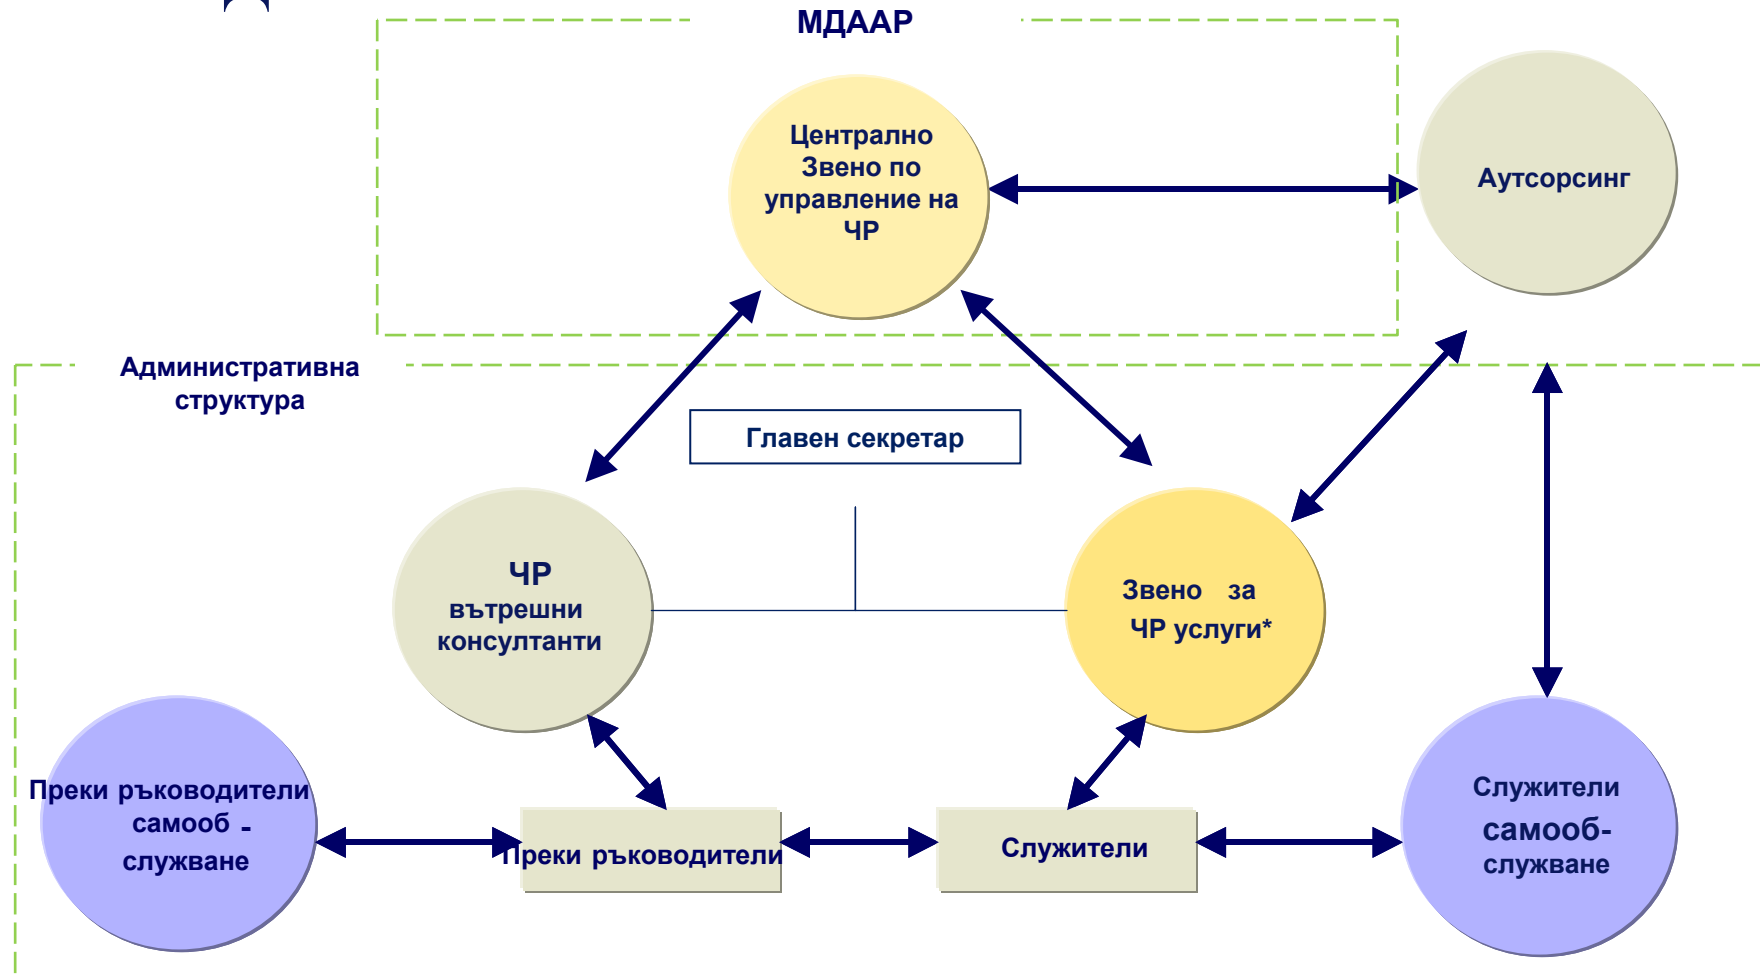 МДААР
Централно
Звено по
управление на
ЧР
Аутсорсинг
Административна
структура
Главен секретар
ЧР
вътрешни
консултанти
Звено за
ЧР услуги*
Преки ръководители
самооб -
служване
Преки ръководители
Служители
Служители
самооб-
служване